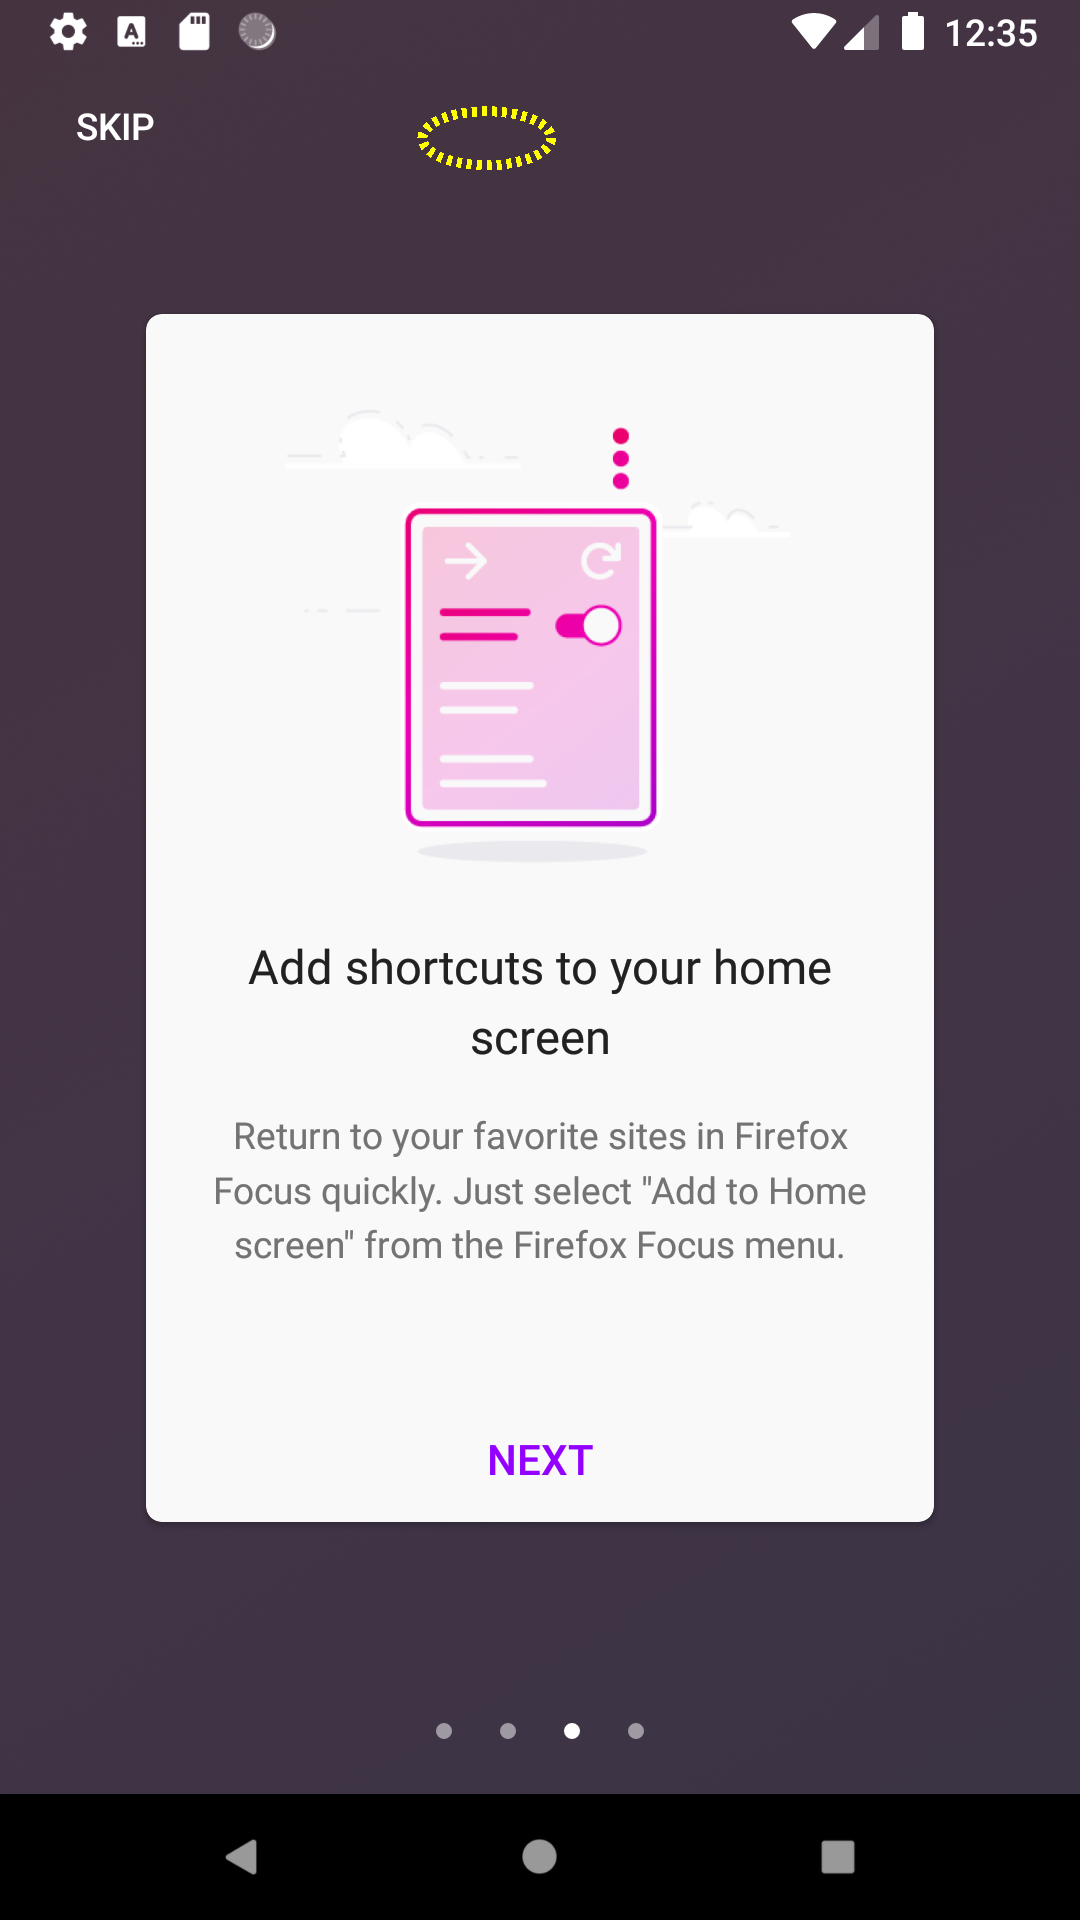 12:35
SKIP
Add shortcuts to your home
screen
Return to your favorite sites in Firefox
Focus quickly. Just select "Add to Home
screen" from the Firefox Focus menu.
NEXT